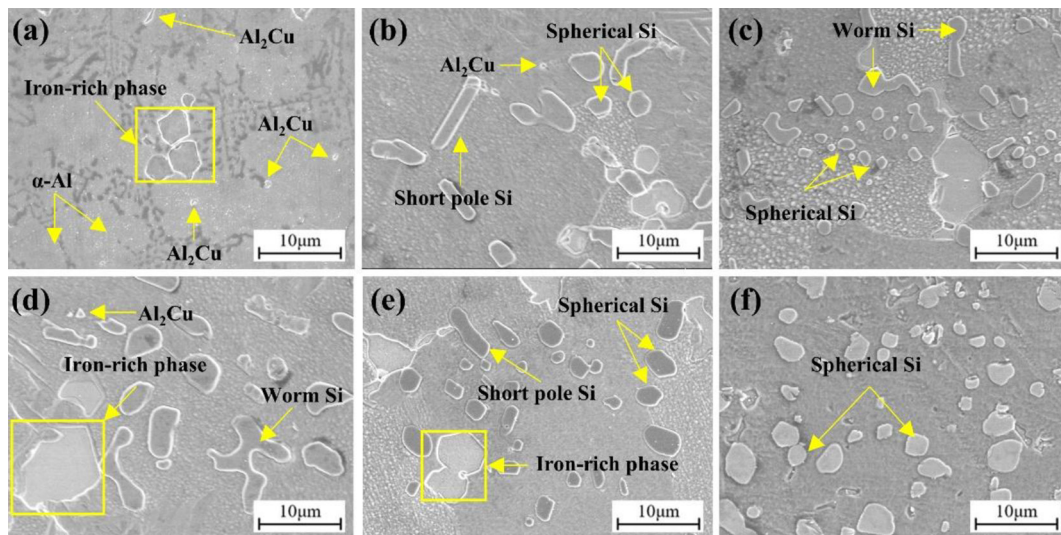 (a)
Al₂Cu
Iron-rich phase
Al₂Cu
α-Al
Al₂Cu
10μm
(b)
Spherical Si
Al₂Cu
Short pole Si
10μm
(c)
Worm Si
Spherical Si
10μm
(d)
Al₂Cu
Iron-rich phase
Worm Si
10μm
(e)
Spherical Si
Short pole Si
Iron-rich phase
10μm
(f)
Spherical Si
10μm